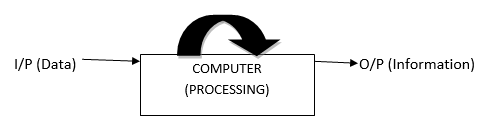 I/P (Data)
COMPUTER
(PROCESSING)
O/P (Information)